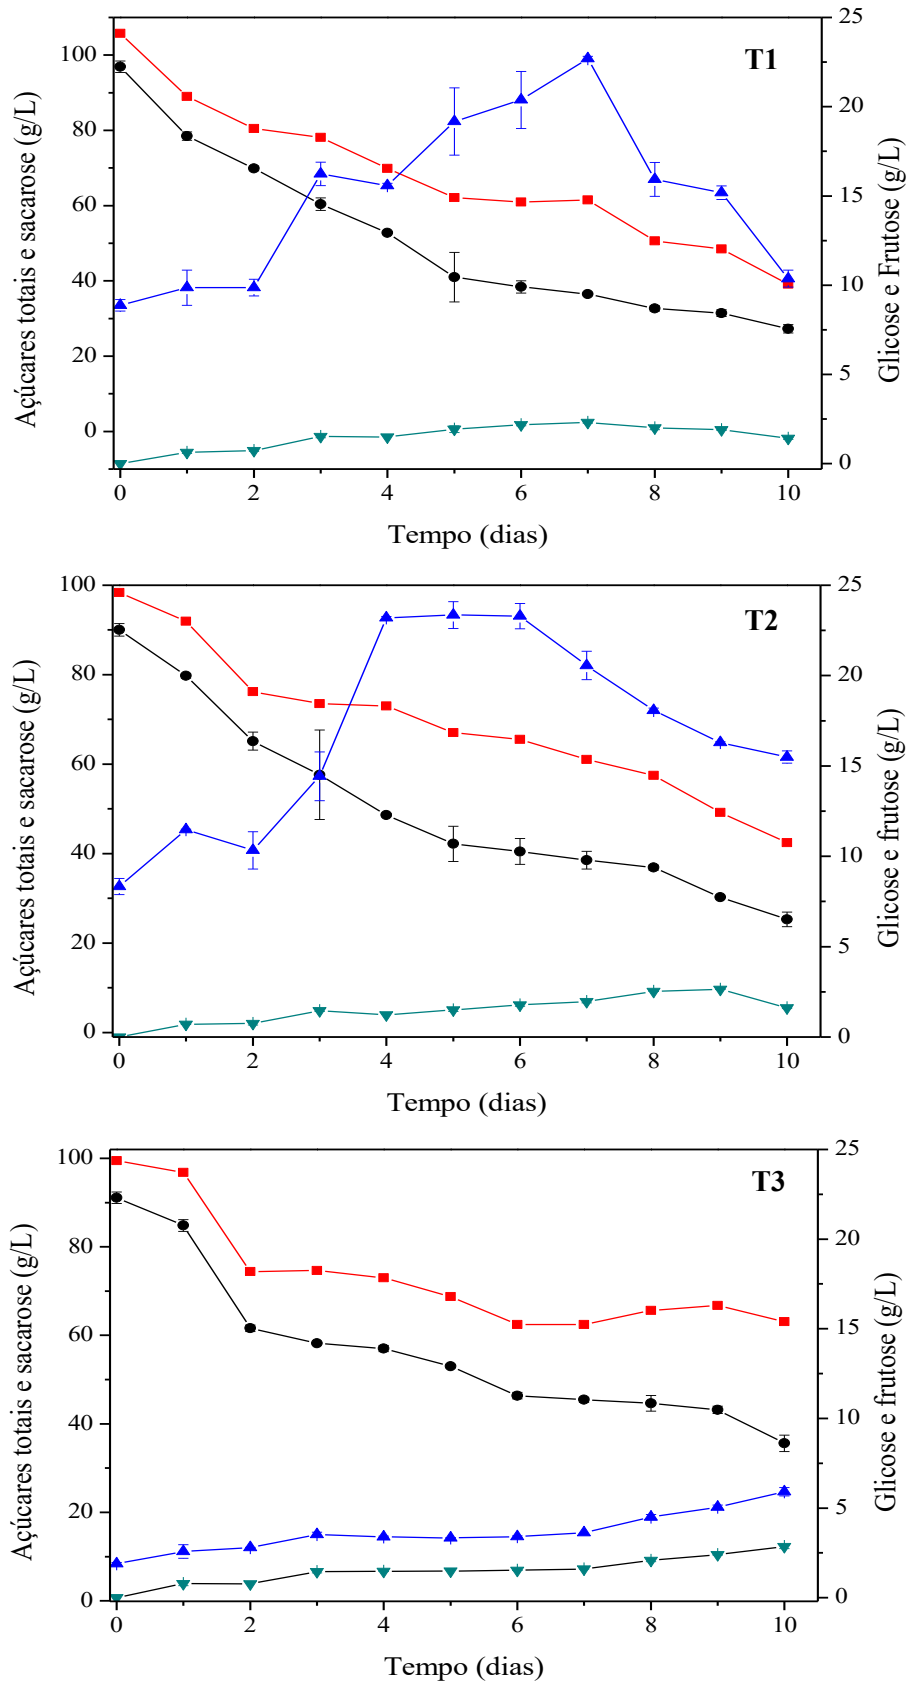 T1
Açúcares totais e sacarose (g/L)
100
80
60
40
20
0
25
20
15
10
5
0
Glicose e Frutose (g/L)
0 2 4 6 8 10
Tempo (dias)
T2
Açúcares totais e sacarose (g/L)
100
80
60
40
20
0
25
20
15
10
5
0
Glicose e frutose (g/L)
0 2 4 6 8 10
Tempo (dias)
T3
Açúcares totais e sacarose (g/L)
100
80
60
40
20
0
25
20
15
10
5
0
Glicose e frutose (g/L)
0 2 4 6 8 10
Tempo (dias)